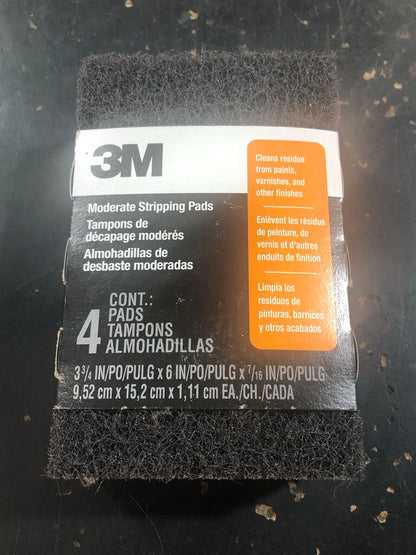 3M
Moderate Stripping Pads
Tampons de
décapage modérés
Almohadillas de
desbaste moderadas
4
CONT.:
PADS
TAMPONS
ALMOHADILLAS
3 3/4 IN/PO/PULG x 6 IN/PO/PULG x 7/16 IN/PO/PULG
9,52 cm x 15,2 cm x 1,11 cm EA./CH./CADA
Cleans residue
from paints,
varnishes, and
other finishes
Enlèvent les résidus
de peinture, de
vernis et d'autres
enduits de finition
Limpia los
residuos de
pinturas, barnices
y otros acabados